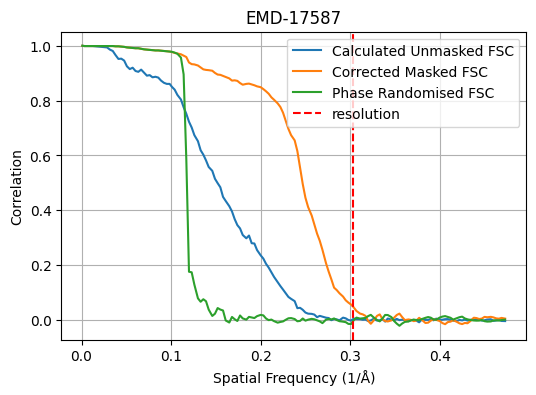 EMD-17587
Calculated Unmasked FSC
Corrected Masked FSC
Phase Randomised FSC
resolution
Correlation
1.0
0.8
0.6
0.4
0.2
0.0
0.0 0.1 0.2 0.3 0.4
Spatial Frequency (1/Å)